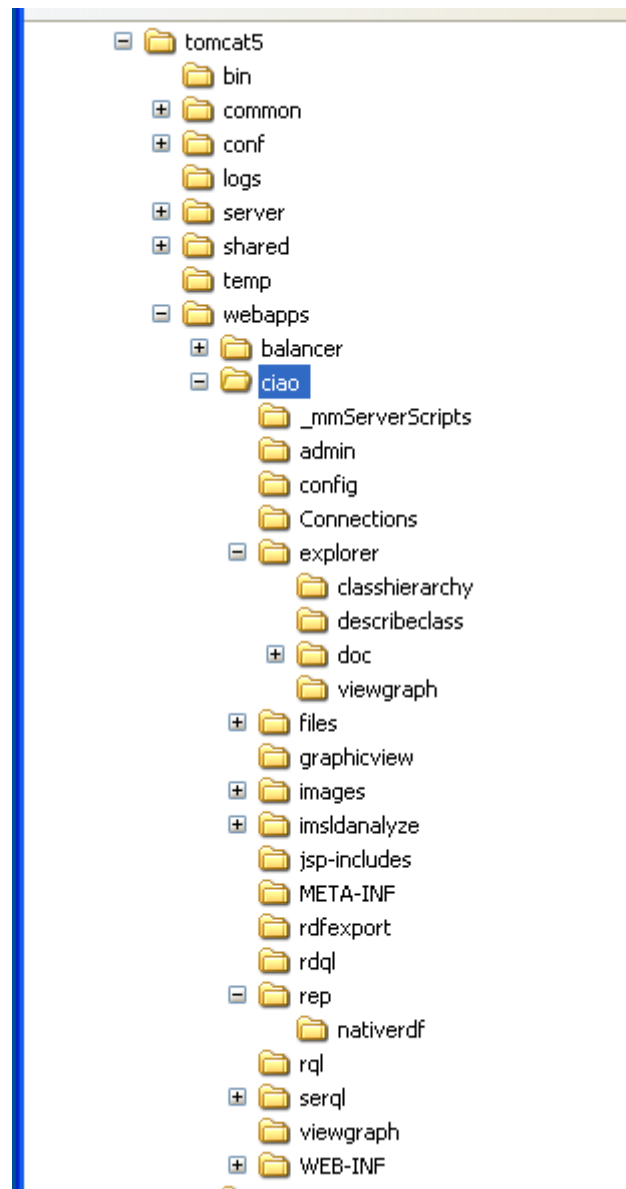 tomcat5
bin
common
conf
logs
server
shared
temp
webapps
balancer
ciao
_mmServerScripts
admin
config
Connections
explorer
classhierarchy
describeclass
doc
viewgraph
files
graphicview
images
imsldanalyze
jsp-includes
META-INF
rdfexport
rdql
rep
nativerdf
rql
serql
viewgraph
WEB-INF